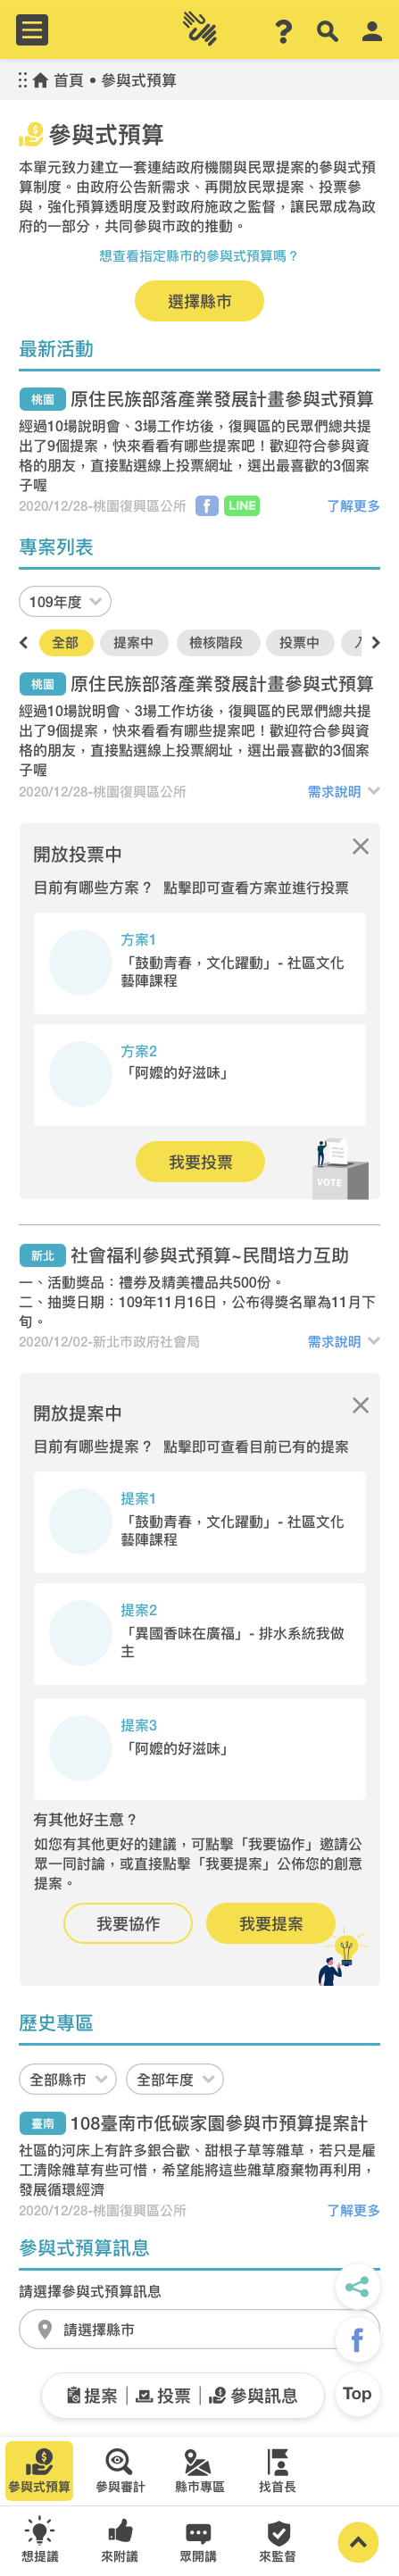 首頁 • 參與式預算
參與式預算
本單元致力建立一套連結政府機關與民眾提案的參與式預
算制度。由政府公告新需求、再開放民眾提案、投票參
與，強化預算透明度及對政府施政之監督，讓民眾成為政
府的一部分，共同參與市政的推動。
想查看指定縣市的參與式預算嗎？
選擇縣市
最新活動
桃園 原住民族部落產業發展計畫參與式預算
經過10場說明會、3場工作坊後，復興區的民眾們總共提
出了9個提案，快來看看有哪些提案吧！歡迎符合參與資
格的朋友，直接點選線上投票網址，選出最喜歡的3個案
子喔
2020/12/28-桃園復興區公所 f LINE 了解更多
專案列表
109年度
全部 提案中 檢核階段 投票中
桃園 原住民族部落產業發展計畫參與式預算
經過10場說明會、3場工作坊後，復興區的民眾們總共提
出了9個提案，快來看看有哪些提案吧！歡迎符合參與資
格的朋友，直接點選線上投票網址，選出最喜歡的3個案
子喔
2020/12/28-桃園復興區公所 需求說明
開放投票中
目前有哪些方案？ 點擊即可查看方案並進行投票
方案1
「鼓動青春，文化躍動」- 社區文化
藝陣課程
方案2
「阿嬤的好滋味」
我要投票
VOTE
新北 社會福利參與式預算~民間培力互助
一、活動獎品：禮券及精美禮品共500份。
二、抽獎日期：109年11月16日，公布得獎名單為11月下
旬。
2020/12/02-新北市政府社會局 需求說明
開放提案中
目前有哪些提案？ 點擊即可查看目前已有的提案
提案1
「鼓動青春，文化躍動」- 社區文化
藝陣課程
提案2
「異國香味在廣福」- 排水系統我做
主
提案3
「阿嬤的好滋味」
有其他好主意？
如您有其他更好的建議，可點擊「我要協作」邀請公
眾一同討論，或直接點擊「我要提案」公佈您的創意
提案。
我要協作 我要提案
歷史專區
全部縣市 全部年度
臺南 108臺南市低碳家園參與市預算提案計
社區的河床上有許多銀合歡、甜根子草等雜草，若只是雇
工清除雜草有些可惜，希望能將這些雜草廢棄物再利用，
發展循環經濟
2020/12/28-桃園復興區公所 了解更多
參與式預算訊息
請選擇參與式預算訊息
請選擇縣市
f
提案 投票 參與訊息 Top
參與式預算 參與審計 縣市專區 找首長
想提議 來附議 眾開講 來監督